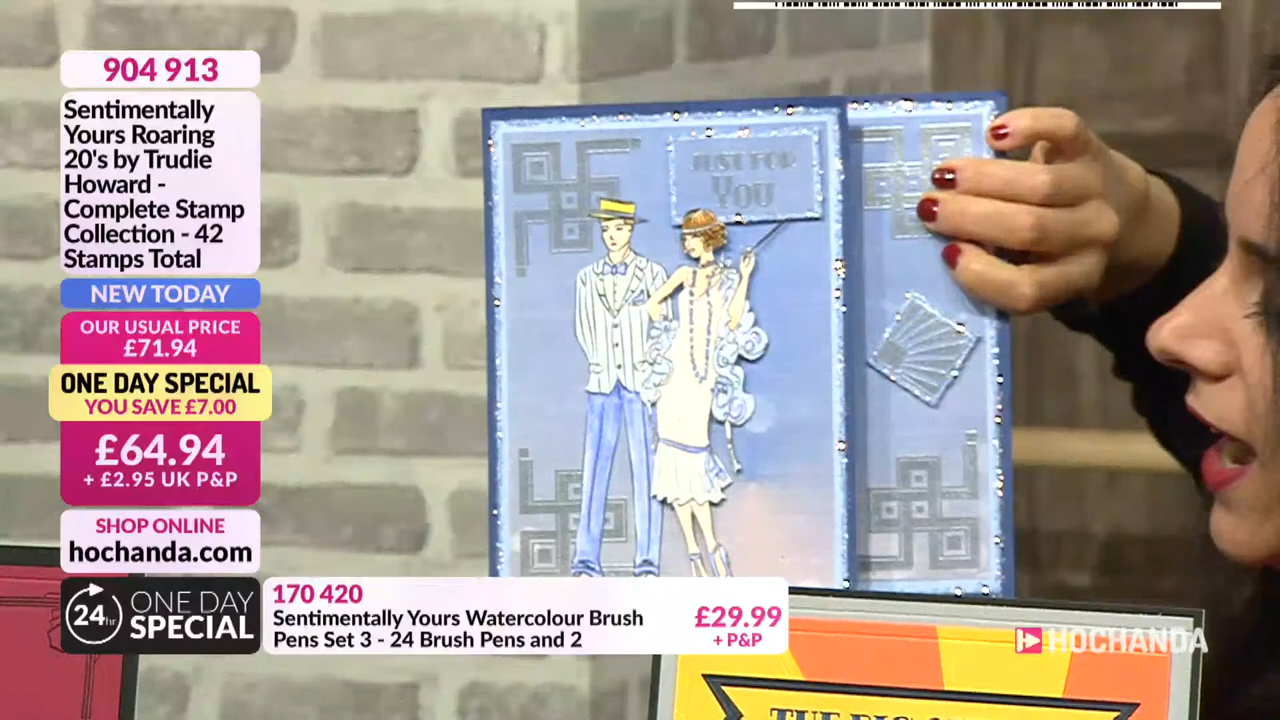 904 913
Sentimentally
Yours Roaring
20's by Trudie
Howard -
Complete Stamp
Collection - 42
Stamps Total
NEW TODAY
OUR USUAL PRICE
£71.94
ONE DAY SPECIAL
YOU SAVE £7.00
£64.94
+ £2.95 UK P&P
SHOP ONLINE
hochanda.com
24hr ONE DAY
SPECIAL
170 420
Sentimentally Yours Watercolour Brush
Pens Set 3 - 24 Brush Pens and 2
£29.99
+ P&P
JUST FOR
YOU
HOCHANDA
THE BIG